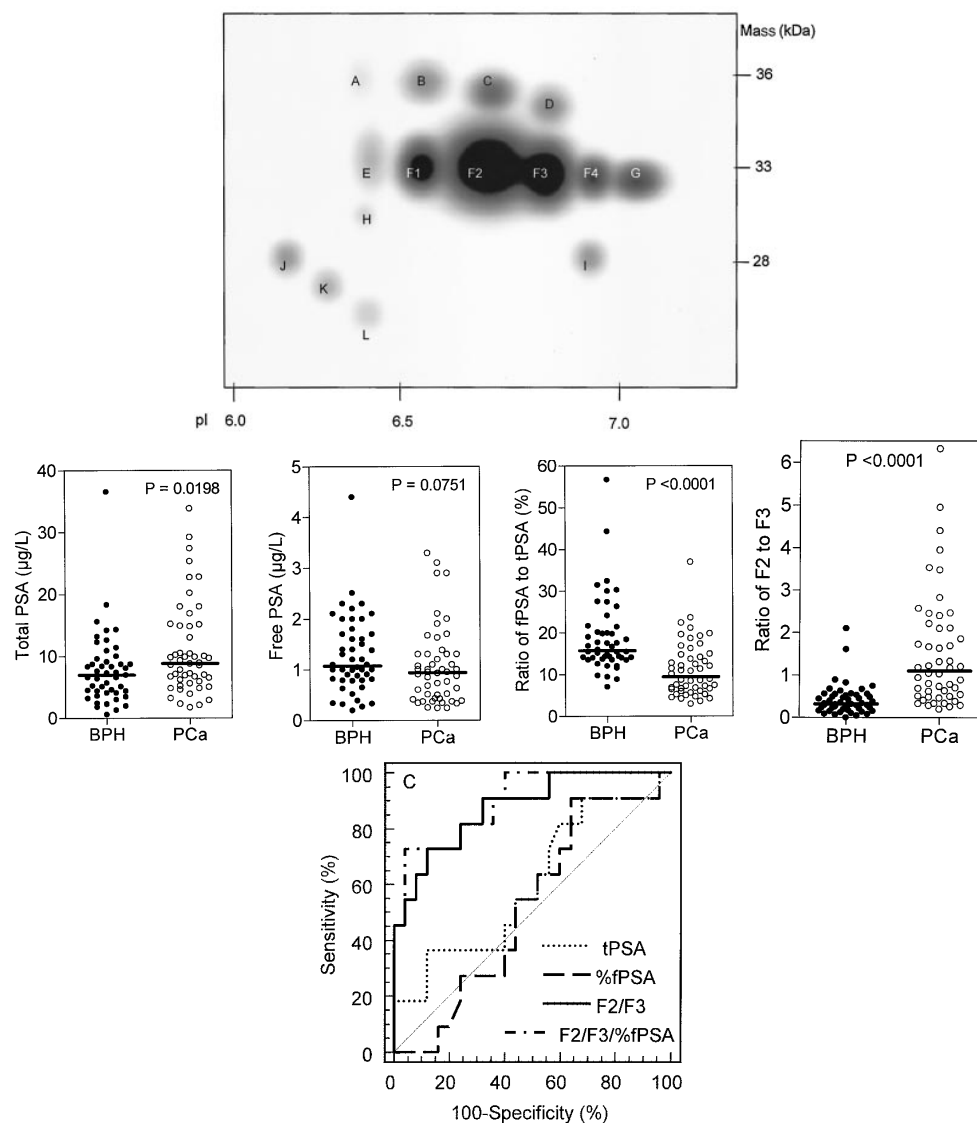 Mass (kDa)
A
B
C
D
36
E
F1
F2
F3
F4
G
33
H
J
K
I
28
L
pI
6.0
6.5
7.0
Total PSA (µg/L)
40
30
20
10
0
P = 0.0198
BPH
PCa
Free PSA (µg/L)
5
4
3
2
1
0
P = 0.0751
BPH
PCa
Ratio of fPSA to tPSA (%)
60
50
40
30
20
10
0
P <0.0001
BPH
PCa
Ratio of F2 to F3
6
5
4
3
2
1
0
P <0.0001
BPH
PCa
C
Sensitivity (%)
100
80
60
40
20
0
tPSA
%fPSA
F2/F3
F2/F3/%fPSA
0
20
40
60
80
100
100-Specificity (%)